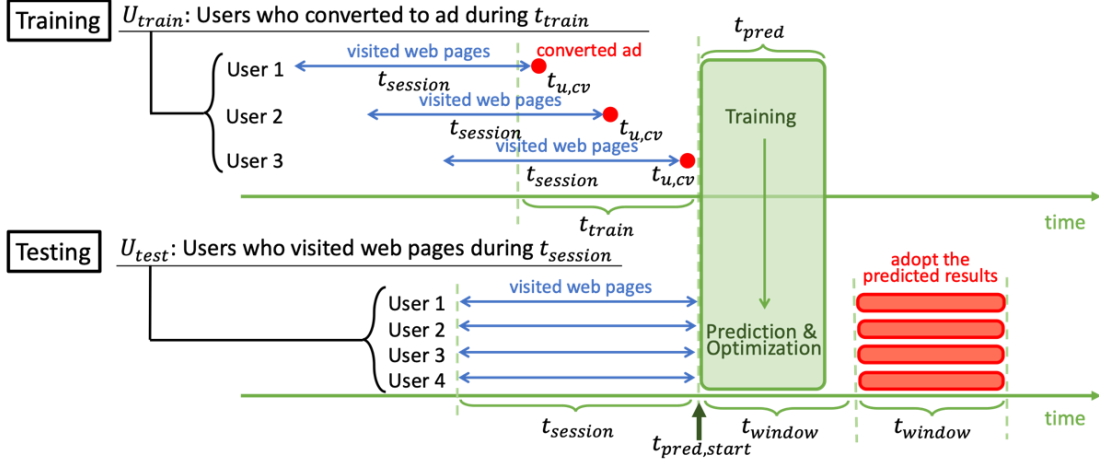 Training
U_train: Users who converted to ad during t_train
t_pred
visited web pages
converted ad
User 1
t_session
t_u,cv
visited web pages
User 2
t_session
t_u,cv
visited web pages
User 3
t_session
t_u,cv
Training
t_train
time
Testing
U_test: Users who visited web pages during t_session
adopt the
predicted results
visited web pages
User 1
User 2
User 3
User 4
Prediction &
Optimization
t_session
t_pred,start
t_window
t_window
time